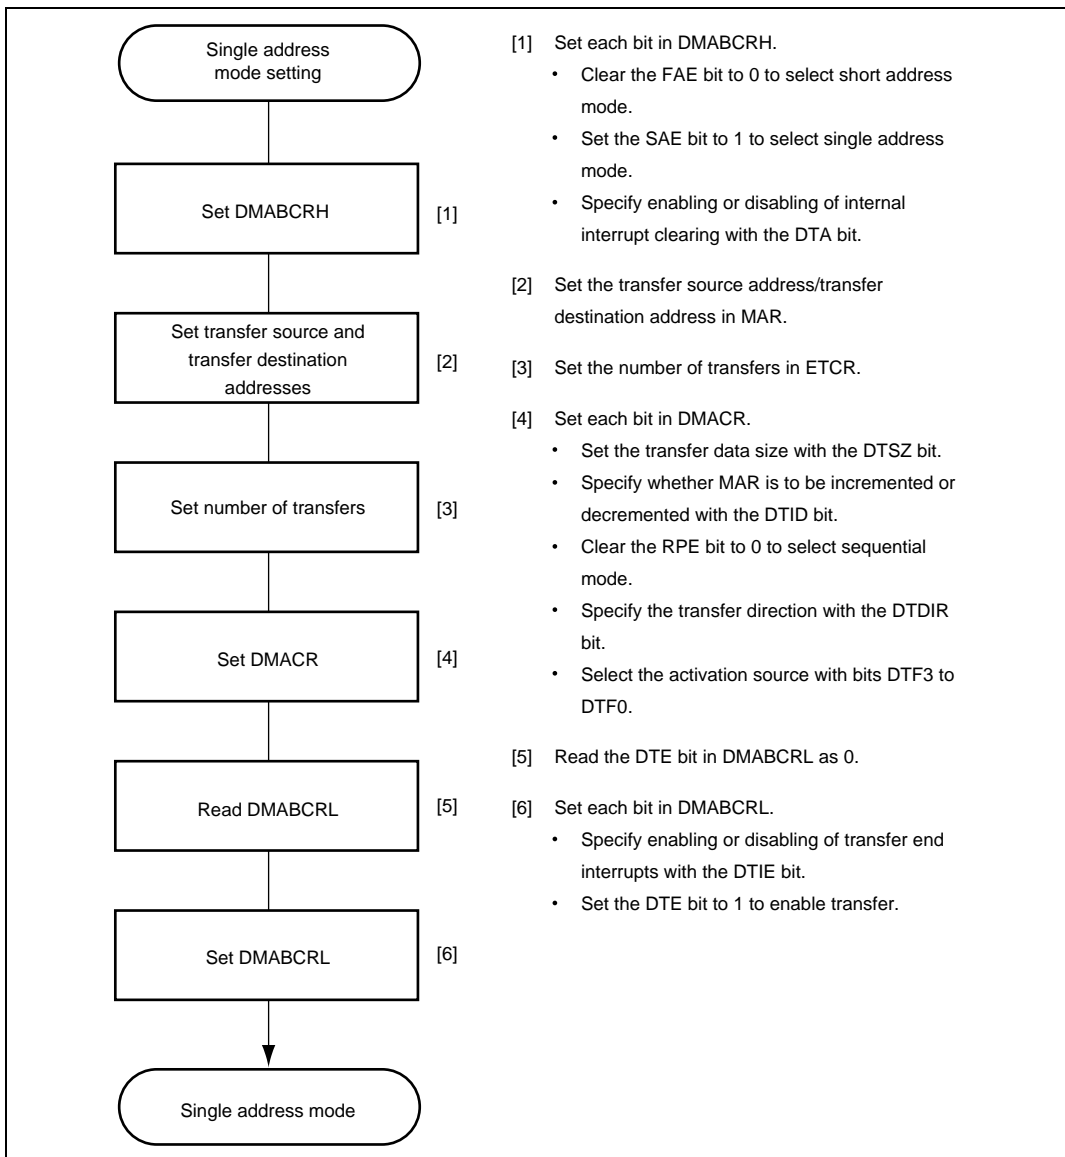 Single address
mode setting
Set DMABCRH
[1]
Set transfer source and
transfer destination
addresses
[2]
Set number of transfers
[3]
Set DMACR
[4]
Read DMABCRL
[5]
Set DMABCRL
[6]
Single address mode
[1] Set each bit in DMABCRH.
• Clear the FAE bit to 0 to select short address
mode.
• Set the SAE bit to 1 to select single address
mode.
• Specify enabling or disabling of internal
interrupt clearing with the DTA bit.
[2] Set the transfer source address/transfer
destination address in MAR.
[3] Set the number of transfers in ETCR.
[4] Set each bit in DMACR.
• Set the transfer data size with the DTSZ bit.
• Specify whether MAR is to be incremented or
decremented with the DTID bit.
• Clear the RPE bit to 0 to select sequential
mode.
• Specify the transfer direction with the DTDIR
bit.
• Select the activation source with bits DTF3 to
DTF0.
[5] Read the DTE bit in DMABCRL as 0.
[6] Set each bit in DMABCRL.
• Specify enabling or disabling of transfer end
interrupts with the DTIE bit.
• Set the DTE bit to 1 to enable transfer.